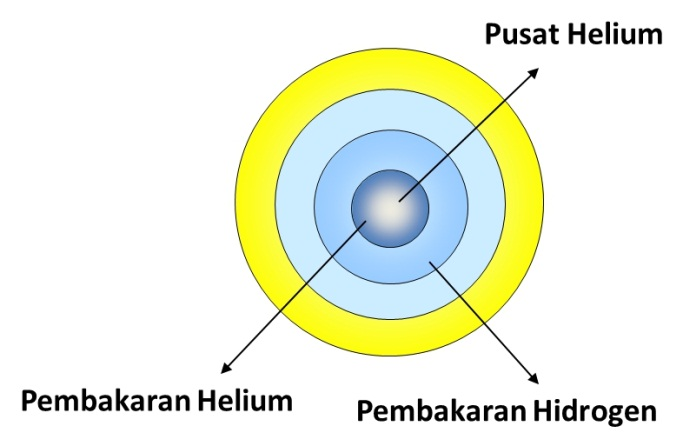 Pusat Helium
Pembakaran Helium
Pembakaran Hidrogen